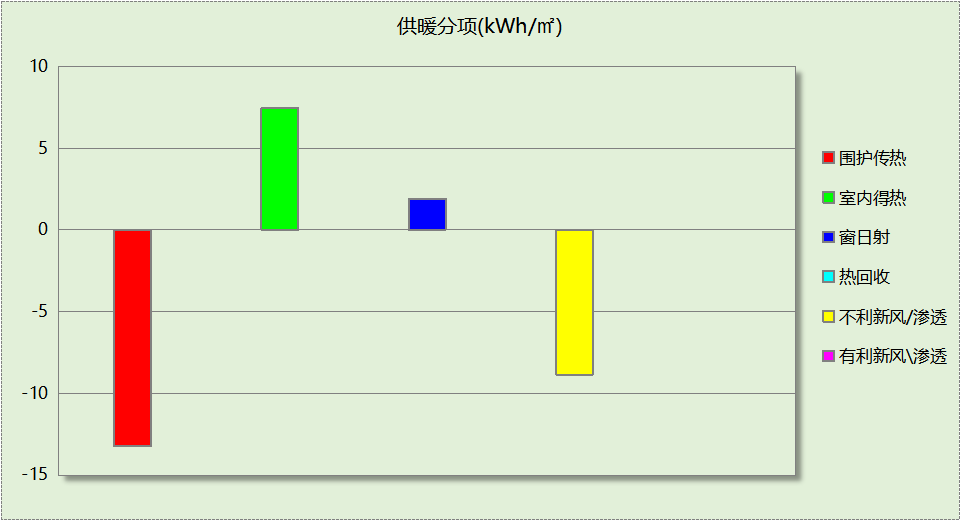 供暖分项(kWh/㎡)
10
5
0
-5
-10
-15
围护传热
室内得热
窗日射
热回收
不利新风/渗透
有利新风\渗透